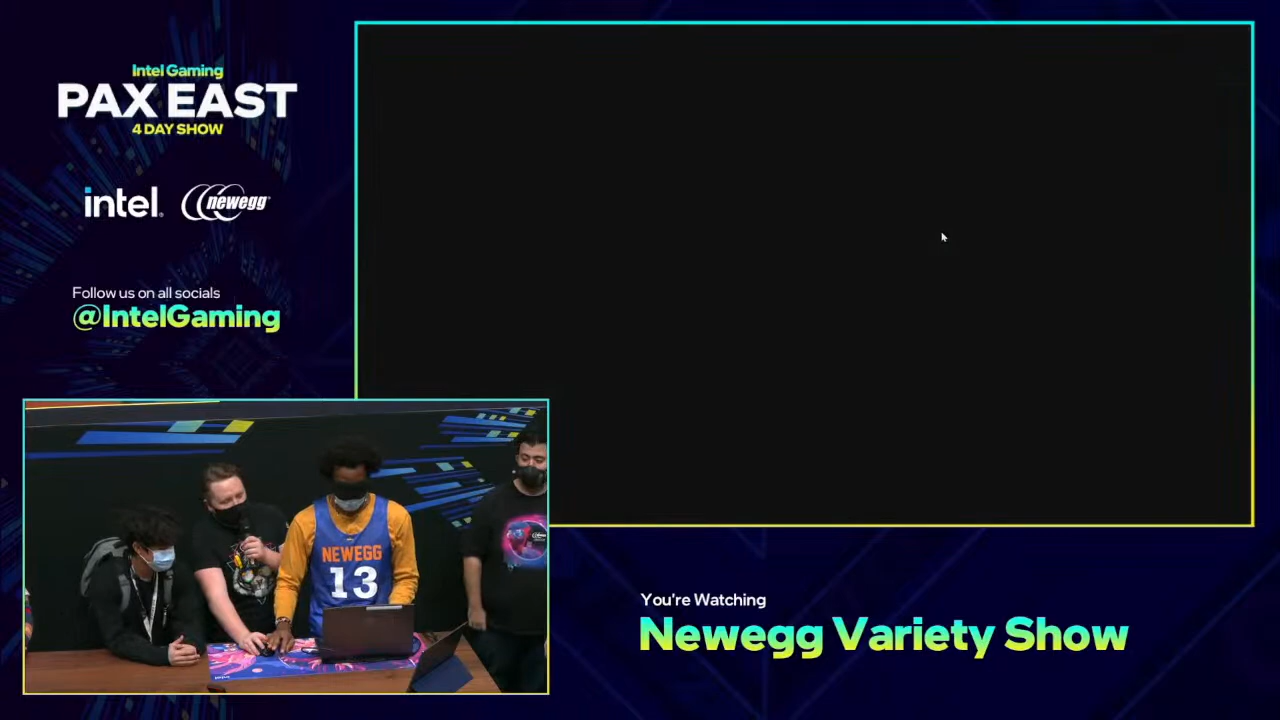 Intel Gaming
PAX EAST
4 DAY SHOW
intel.
newegg
Follow us on all socials
@IntelGaming
NEWEGG
13
You're Watching
Newegg Variety Show